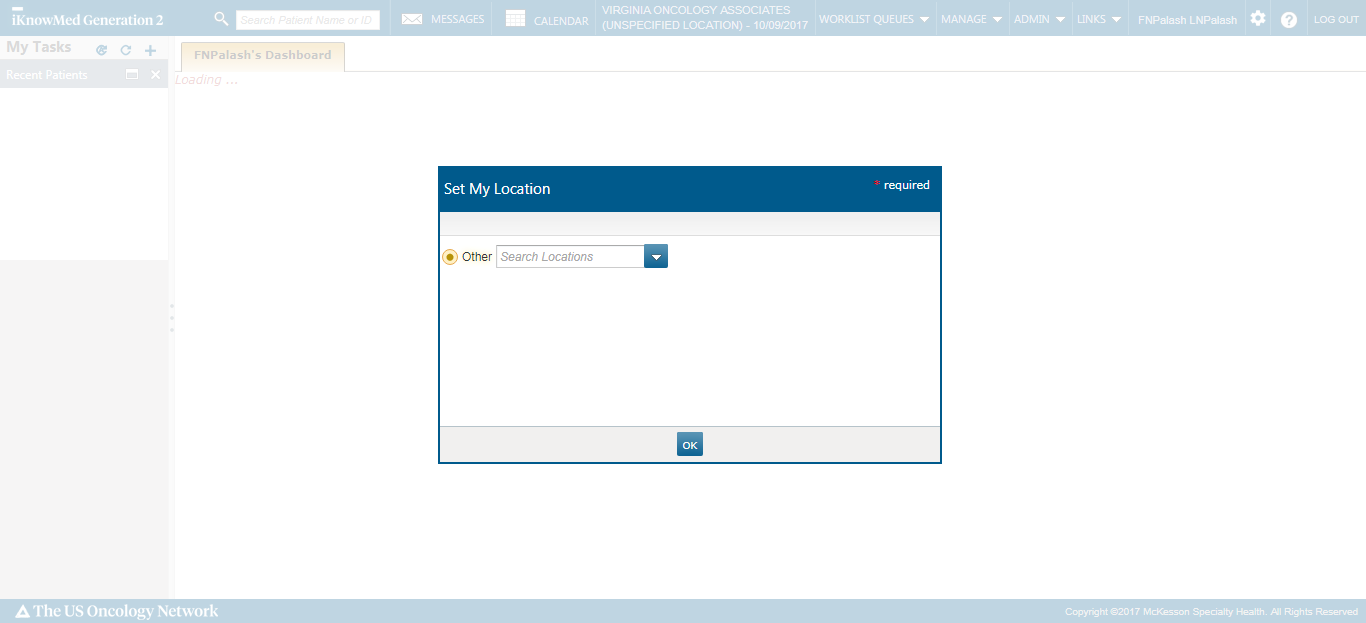 iKnowMed Generation 2
Search Patient Name or ID
MESSAGES
CALENDAR
VIRGINIA ONCOLOGY ASSOCIATES
(UNSPECIFIED LOCATION) - 10/09/2017
WORKLIST QUEUES
MANAGE
ADMIN
LINKS
FNPalash LNPalash
?
LOG OUT
My Tasks
FNPalash's Dashboard
Recent Patients
Loading ...
Set My Location
* required
Other
Search Locations
OK
The US Oncology Network
Copyright ©2017 McKesson Specialty Health. All Rights Reserved